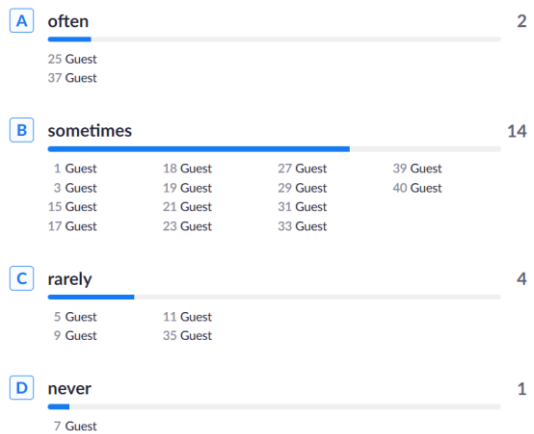 A often 2
25 Guest
37 Guest
B sometimes 14
1 Guest 18 Guest 27 Guest 39 Guest
3 Guest 19 Guest 29 Guest 40 Guest
15 Guest 21 Guest 31 Guest
17 Guest 23 Guest 33 Guest
C rarely 4
5 Guest 11 Guest
9 Guest 35 Guest
D never 1
7 Guest